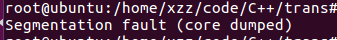 root@ubuntu:/home/xzz/code/C++/trans#
Segmentation fault (core dumped)